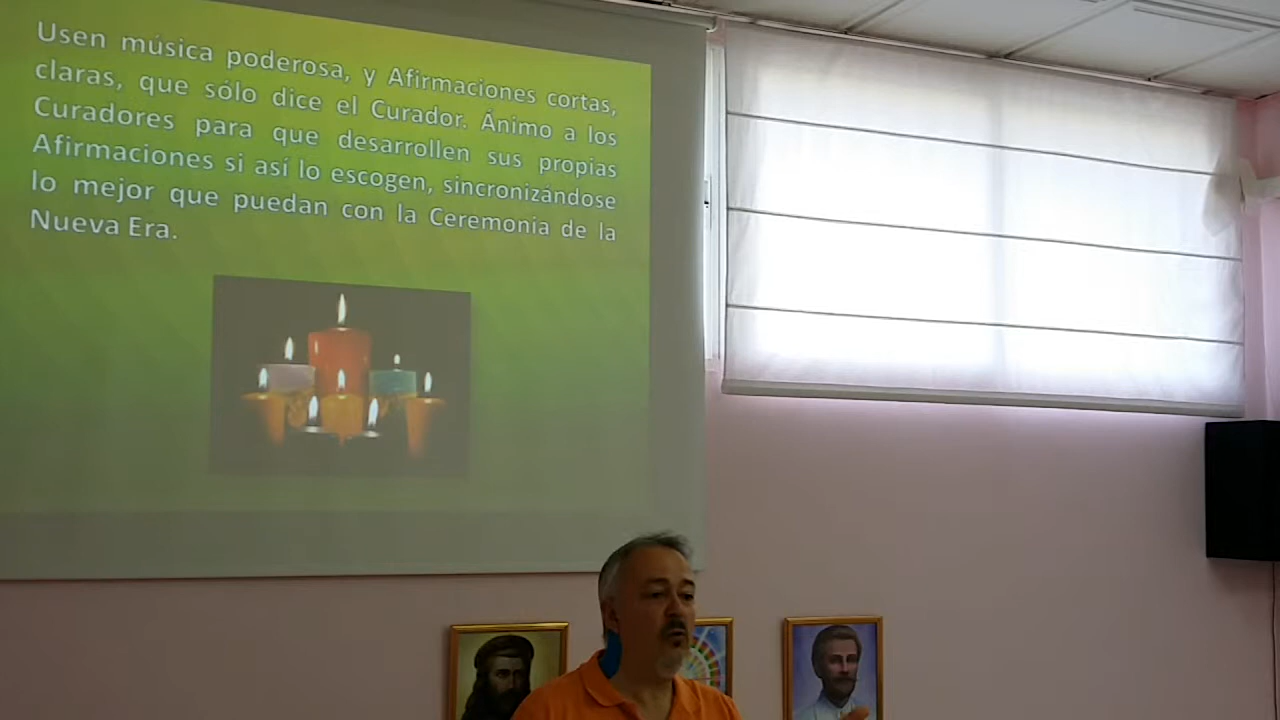 Usen música poderosa, y Afirmaciones cortas,
claras, que sólo dice el Curador. Ánimo a los
Curadores para que desarrollen sus propias
Afirmaciones si así lo escogen, sincronizándose
lo mejor que puedan con la Ceremonia de la
Nueva Era.